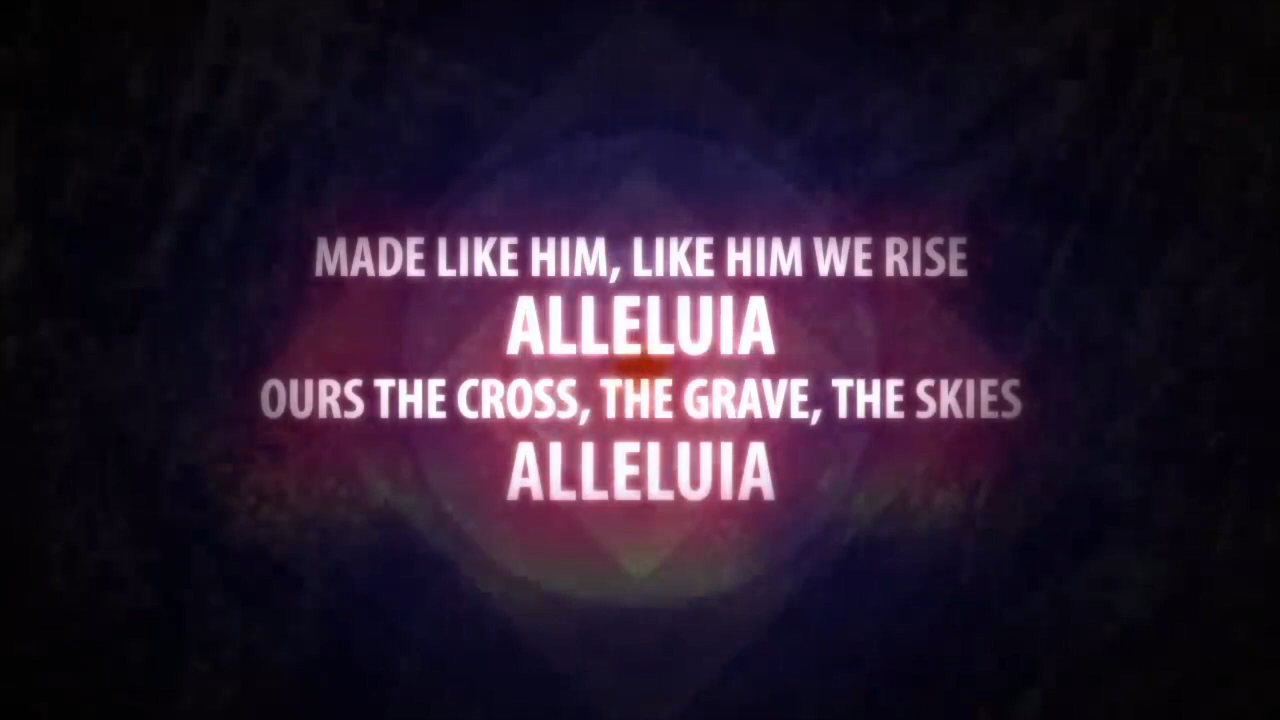 MADE LIKE HIM, LIKE HIM WE RISE
ALLELUIA
OURS THE CROSS, THE GRAVE, THE SKIES
ALLELUIA